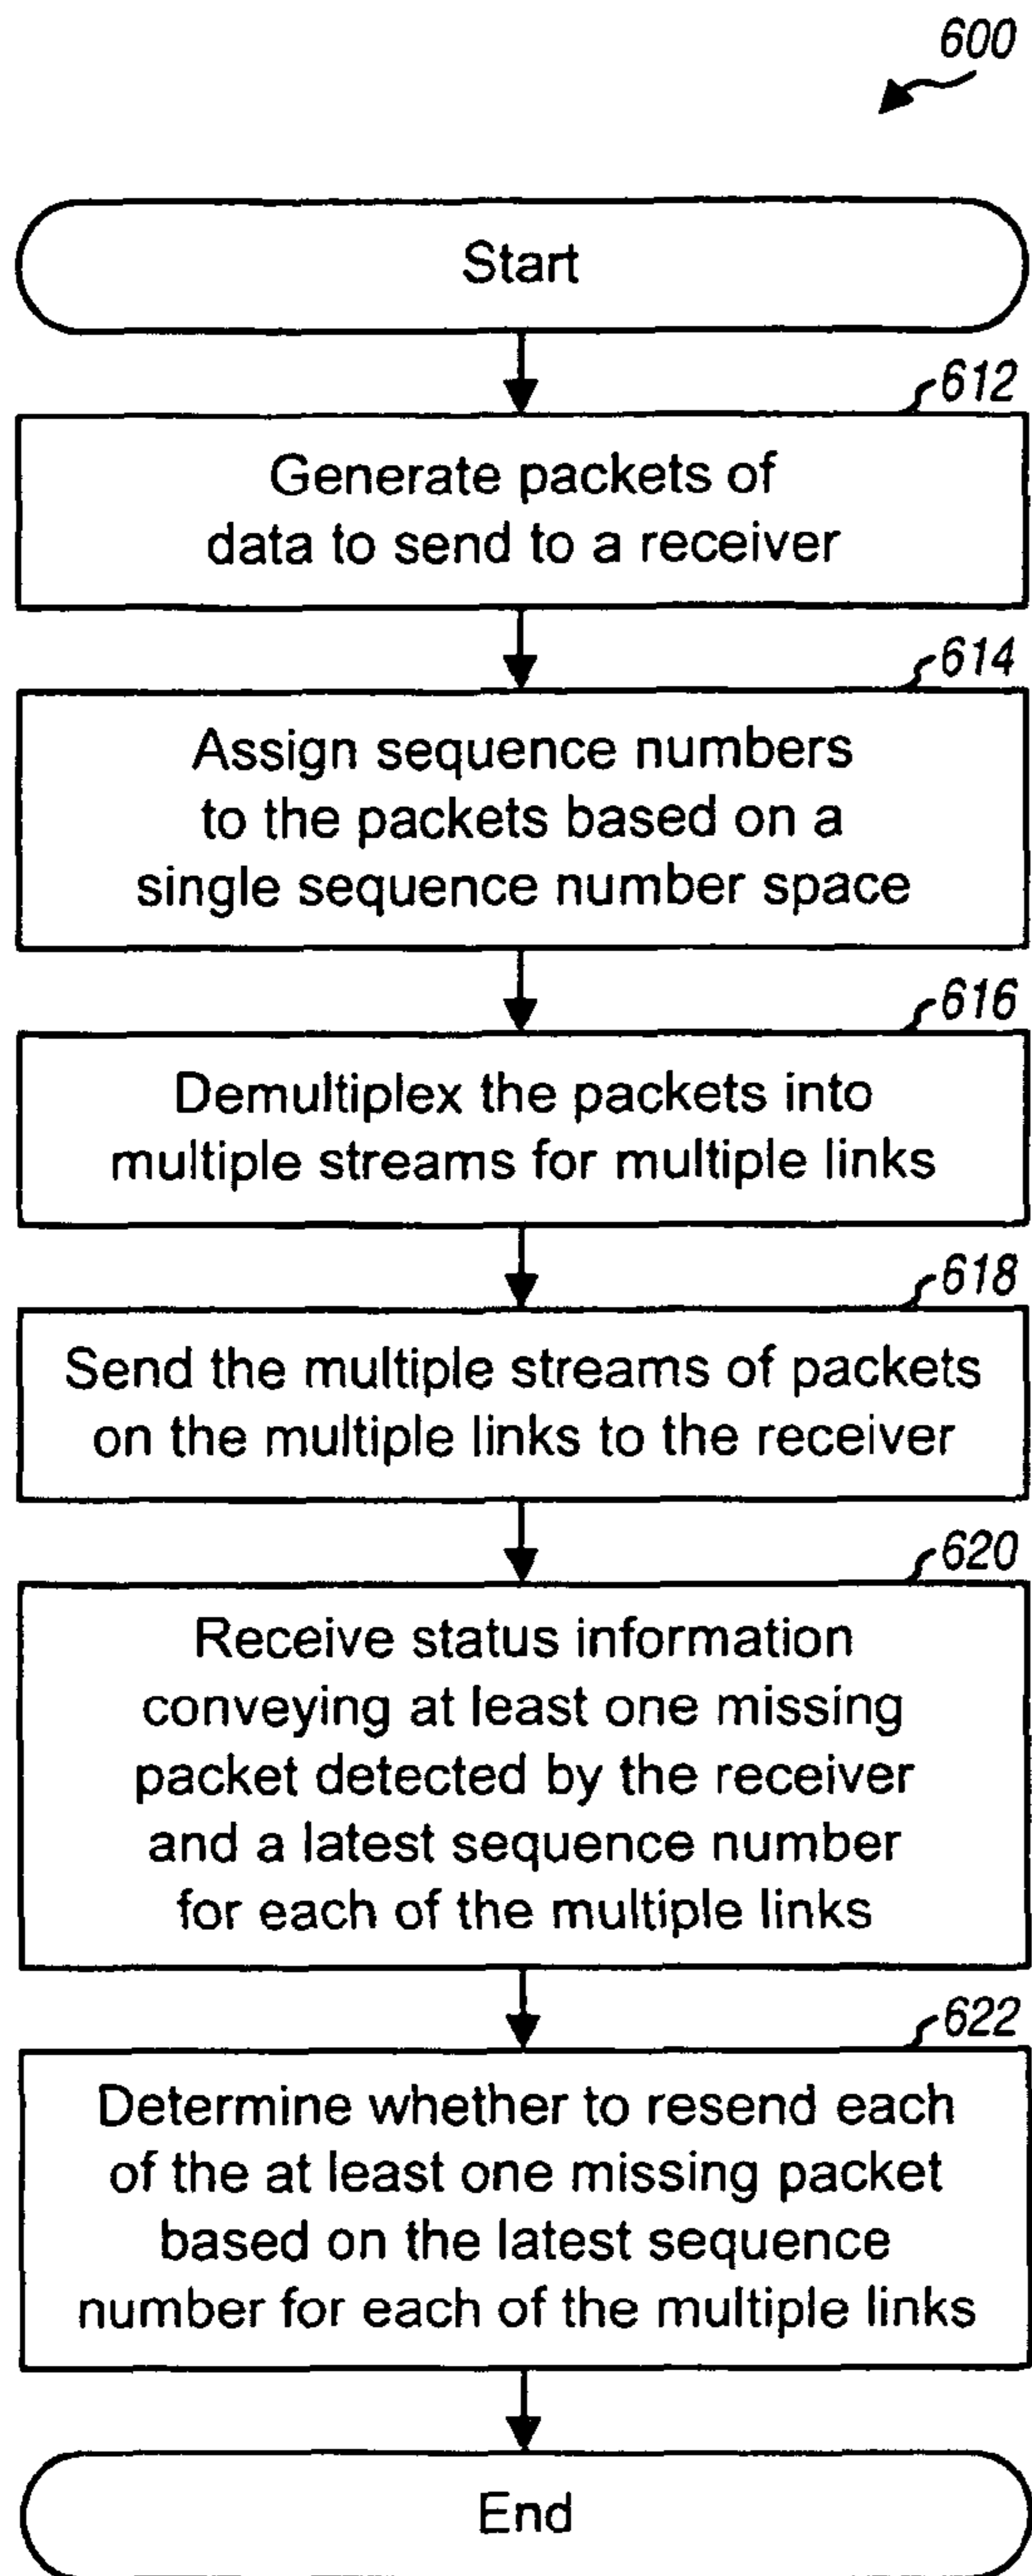 600
Start
612
Generate packets of
data to send to a receiver
614
Assign sequence numbers
to the packets based on a
single sequence number space
616
Demultiplex the packets into
multiple streams for multiple links
618
Send the multiple streams of packets
on the multiple links to the receiver
620
Receive status information
conveying at least one missing
packet detected by the receiver
and a latest sequence number
for each of the multiple links
622
Determine whether to resend each
of the at least one missing packet
based on the latest sequence
number for each of the multiple links
End